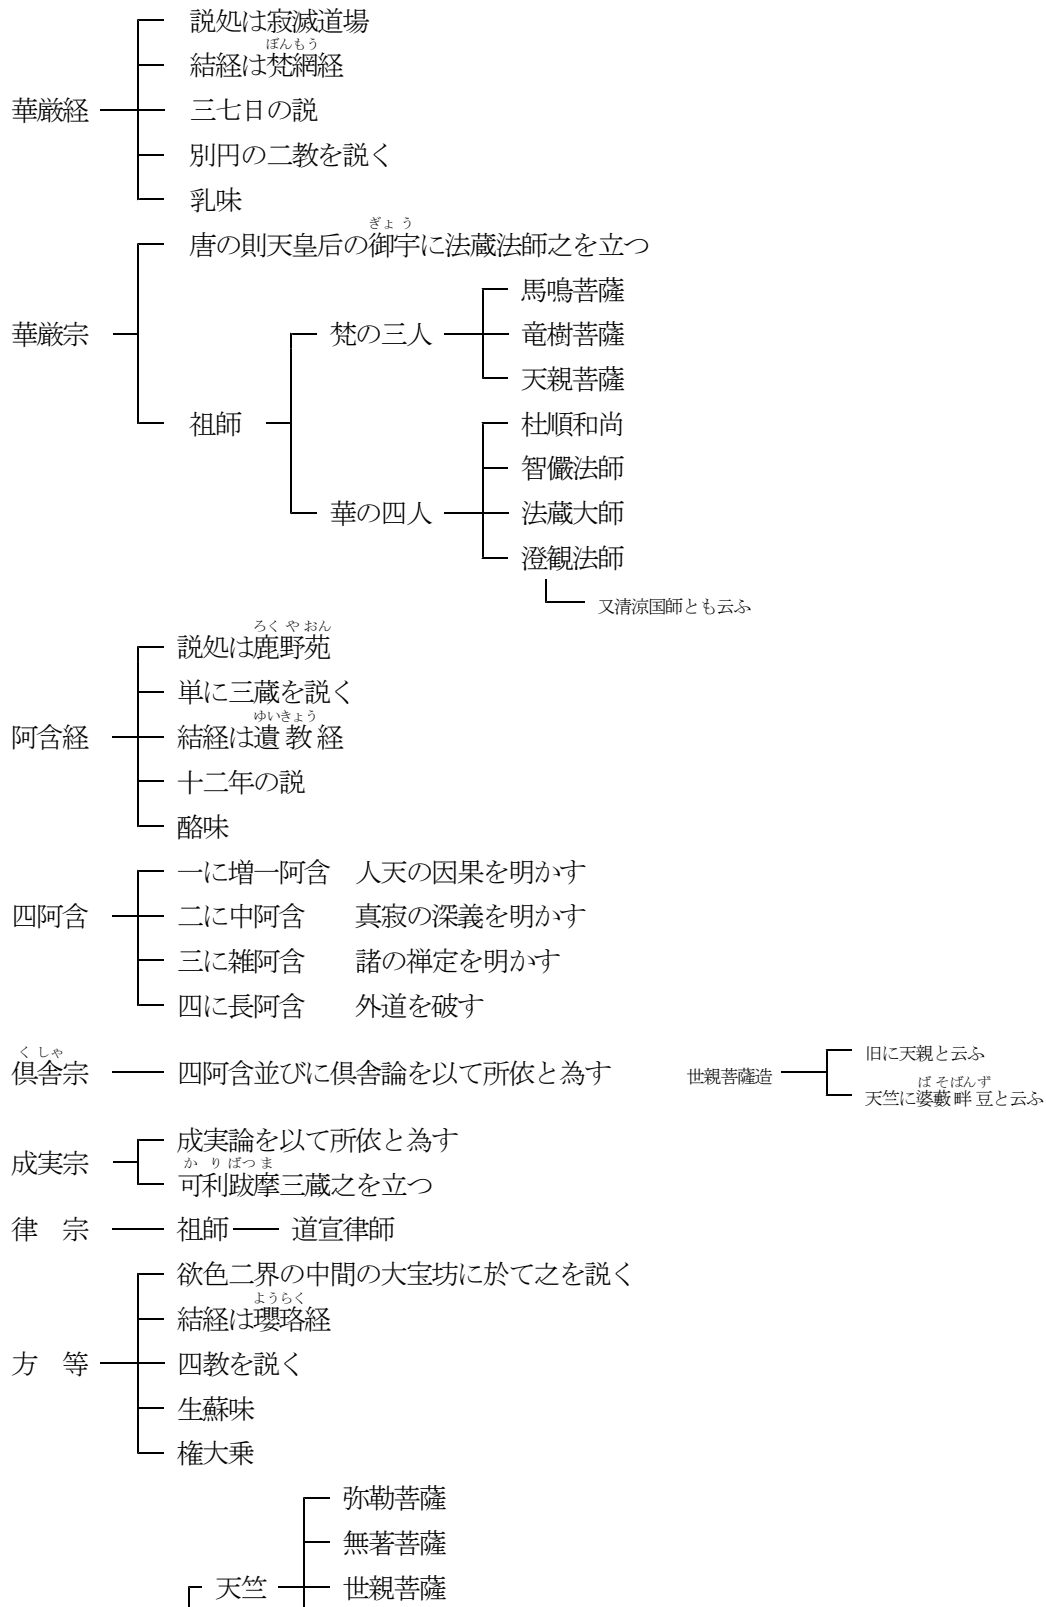 説処は寂滅道場
ぼんもう
結経は梵網経
華厳経 三七日の説
別円の二教を説く
乳味
ぎょう
唐の則天皇后の御宇に法蔵法師之を立つ
馬鳴菩薩
華厳宗 梵の三人 竜樹菩薩
天親菩薩
祖師 杜順和尚
智儼法師
華の四人 法蔵大師
澄観法師
又清涼国師とも云ふ
ろくやおん
説処は鹿野苑
単に三蔵を説く
ゆいきょう
阿含経 結経は遺教経
十二年の説
酪味
一に増一阿含 人天の因果を明かす
四阿含 二に中阿含 真寂の深義を明かす
三に雑阿含 諸の禅定を明かす
四に長阿含 外道を破す
くしゃ
倶舎宗 四阿含並びに倶舎論を以て所依と為す 世親菩薩造 旧に天親と云ふ
ばそばんず
天竺に婆藪畔豆と云ふ
成実宗 成実論を以て所依と為す
かりばつま
可利跋摩三蔵之を立つ
律 宗 祖師 道宣律師
欲色二界の中間の大宝坊に於て之を説く
ようらく
結経は瓔珞経
方 等 四教を説く
生蘇味
権大乗
弥勒菩薩
無著菩薩
天竺 世親菩薩